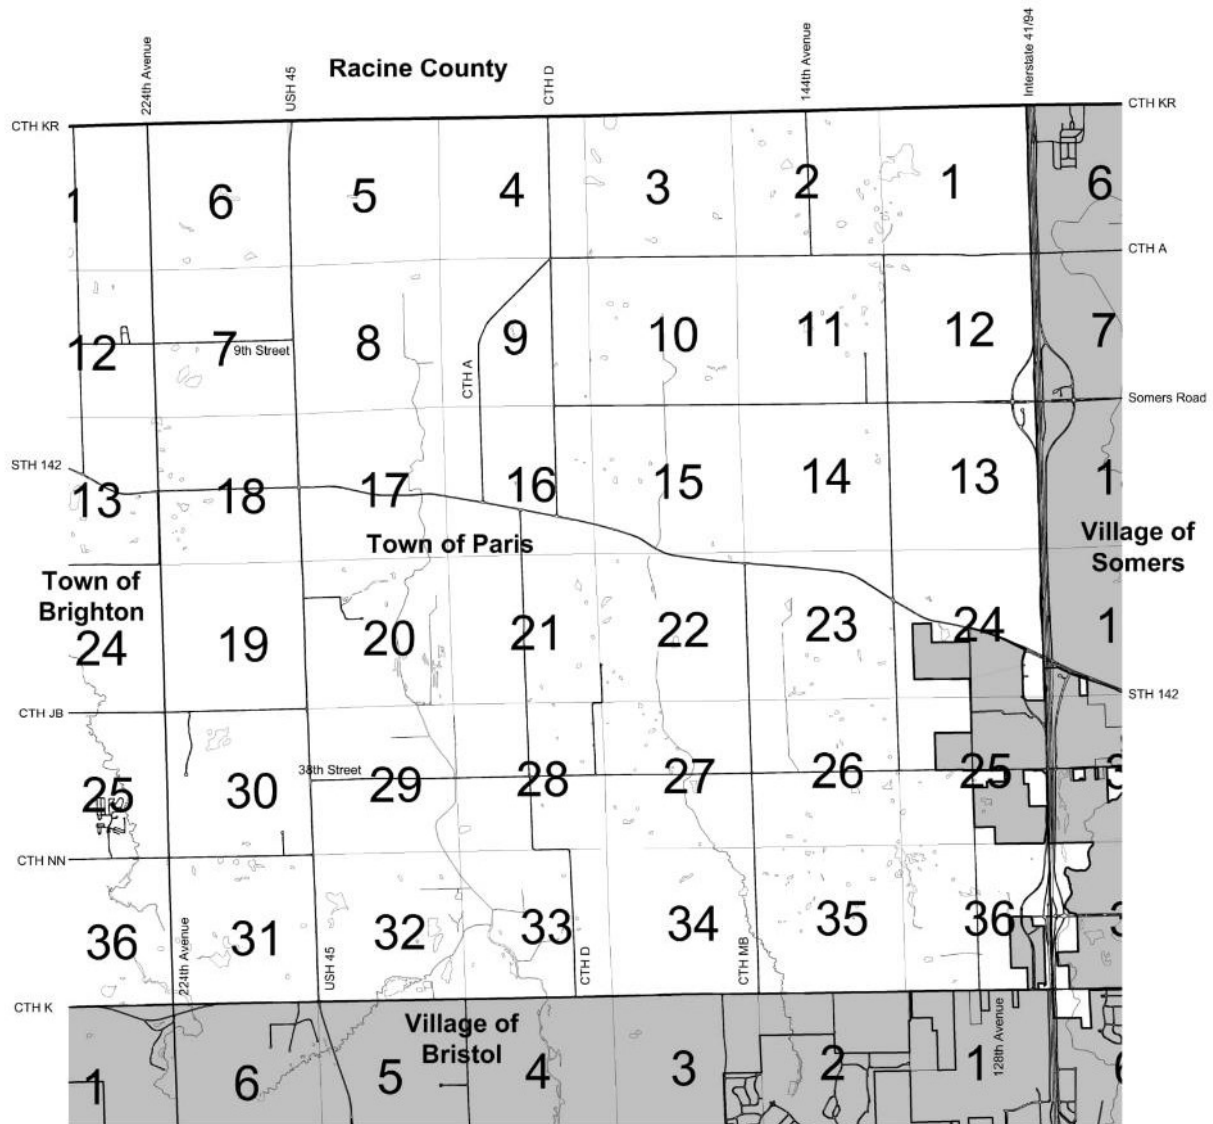 224th Avenue
USH 45
Racine County
CTH D
144th Avenue
Interstate 41/94
CTH KR
CTH KR
1
6
5
4
3
2
1
6
CTH A
12
7
9th Street
8
CTH A
9
10
11
12
7
Somers Road
STH 142
13
18
17
16
15
14
13
1
Town of Paris
Village of
Somers
Town of
Brighton
24
19
20
21
22
23
24
1
STH 142
CTH JB
25
30
38th Street
29
28
27
26
25
3
CTH NN
36
224th Avenue
31
USH 45
32
33
CTH D
34
CTH MB
35
36
3
CTH K
Village of
Bristol
1
6
5
4
3
2
1
128th Avenue
6